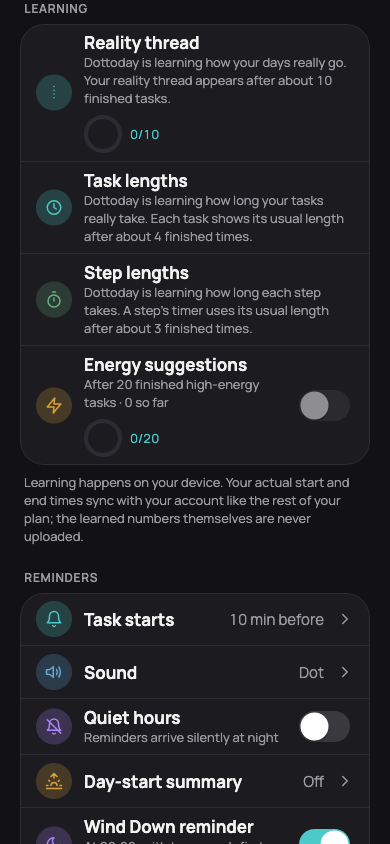 LEARNING
Reality thread
Dottoday is learning how your days really go.
Your reality thread appears after about 10
finished tasks.
0/10
Task lengths
Dottoday is learning how long your tasks
really take. Each task shows its usual length
after about 4 finished times.
Step lengths
Dottoday is learning how long each step
takes. A step's timer uses its usual length
after about 3 finished times.
Energy suggestions
After 20 finished high-energy
tasks · 0 so far
0/20
Learning happens on your device. Your actual start and
end times sync with your account like the rest of your
plan; the learned numbers themselves are never
uploaded.
REMINDERS
Task starts 10 min before
Sound Dot
Quiet hours
Reminders arrive silently at night
Day-start summary Off
Wind Down reminder